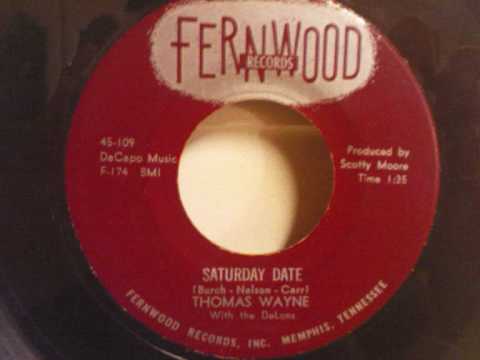 FERNWOOD
RECORDS
45-109
DeCapo Music
F-174 BMI
Produced by
Scotty Moore
Time 1:25
SATURDAY DATE
(Burch - Nelson - Carr)
THOMAS WAYNE
With the DeLons
FERNWOOD RECORDS, INC. MEMPHIS, TENNESSEE